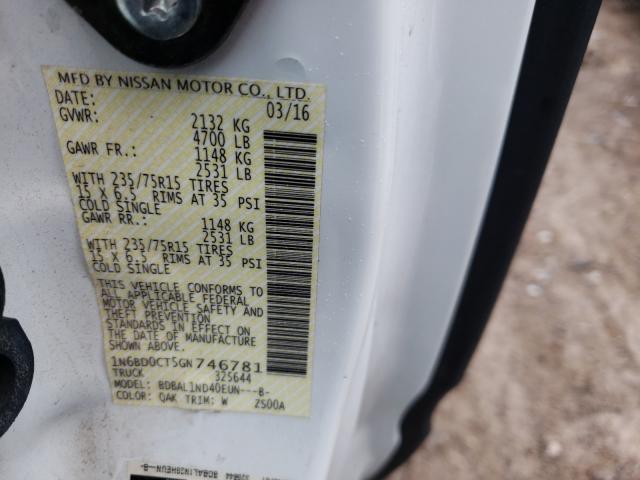 MFD BY NISSAN MOTOR CO., LTD.
DATE: 03/16
GVWR: 2132 KG
4700 LB
GAWR FR.: 1148 KG
2531 LB
WITH 235/75R15 TIRES
15 X 6.5 RIMS AT 35 PSI
COLD SINGLE
GAWR RR.: 1148 KG
2531 LB
WITH 235/75R15 TIRES
15 X 6.5 RIMS AT 35 PSI
COLD SINGLE
THIS VEHICLE CONFORMS TO
ALL APPLICABLE FEDERAL
MOTOR VEHICLE SAFETY AND
THEFT PREVENTION
STANDARDS IN EFFECT ON
THE DATE OF MANUFACTURE
SHOWN ABOVE.
1N6BD0CT5GN746781
TRUCK 325644
MODEL: BDBAL1ND40EUN---B-
COLOR: QAK TRIM: W ZS00A